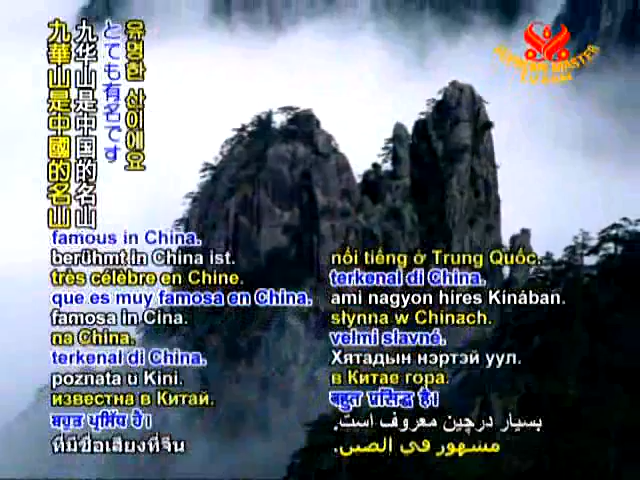 유명한 산이에요
とても有名です
九华山是中国的名山
九華山是中國的名山
SUPREME MASTER
famous in China.
berühmt in China ist.
très célèbre en Chine.
que es muy famosa en China.
famosa in Cina.
na China.
terkenal di China.
poznata u Kini.
известна в Китай.
ਬਹੁਤ ਪ੍ਰਸਿੱਧ ਹੈ।
ที่มีชื่อเสียงที่จีน
nổi tiếng ở Trung Quốc.
terkenal di China.
ami nagyon híres Kínában.
słynna w Chinach.
velmi slavné.
Хятадын нэртэй уул.
в Китае гора.
बहुत प्रसिद्ध है।
بسیار درچین معروف است.
مشهور في الصين.